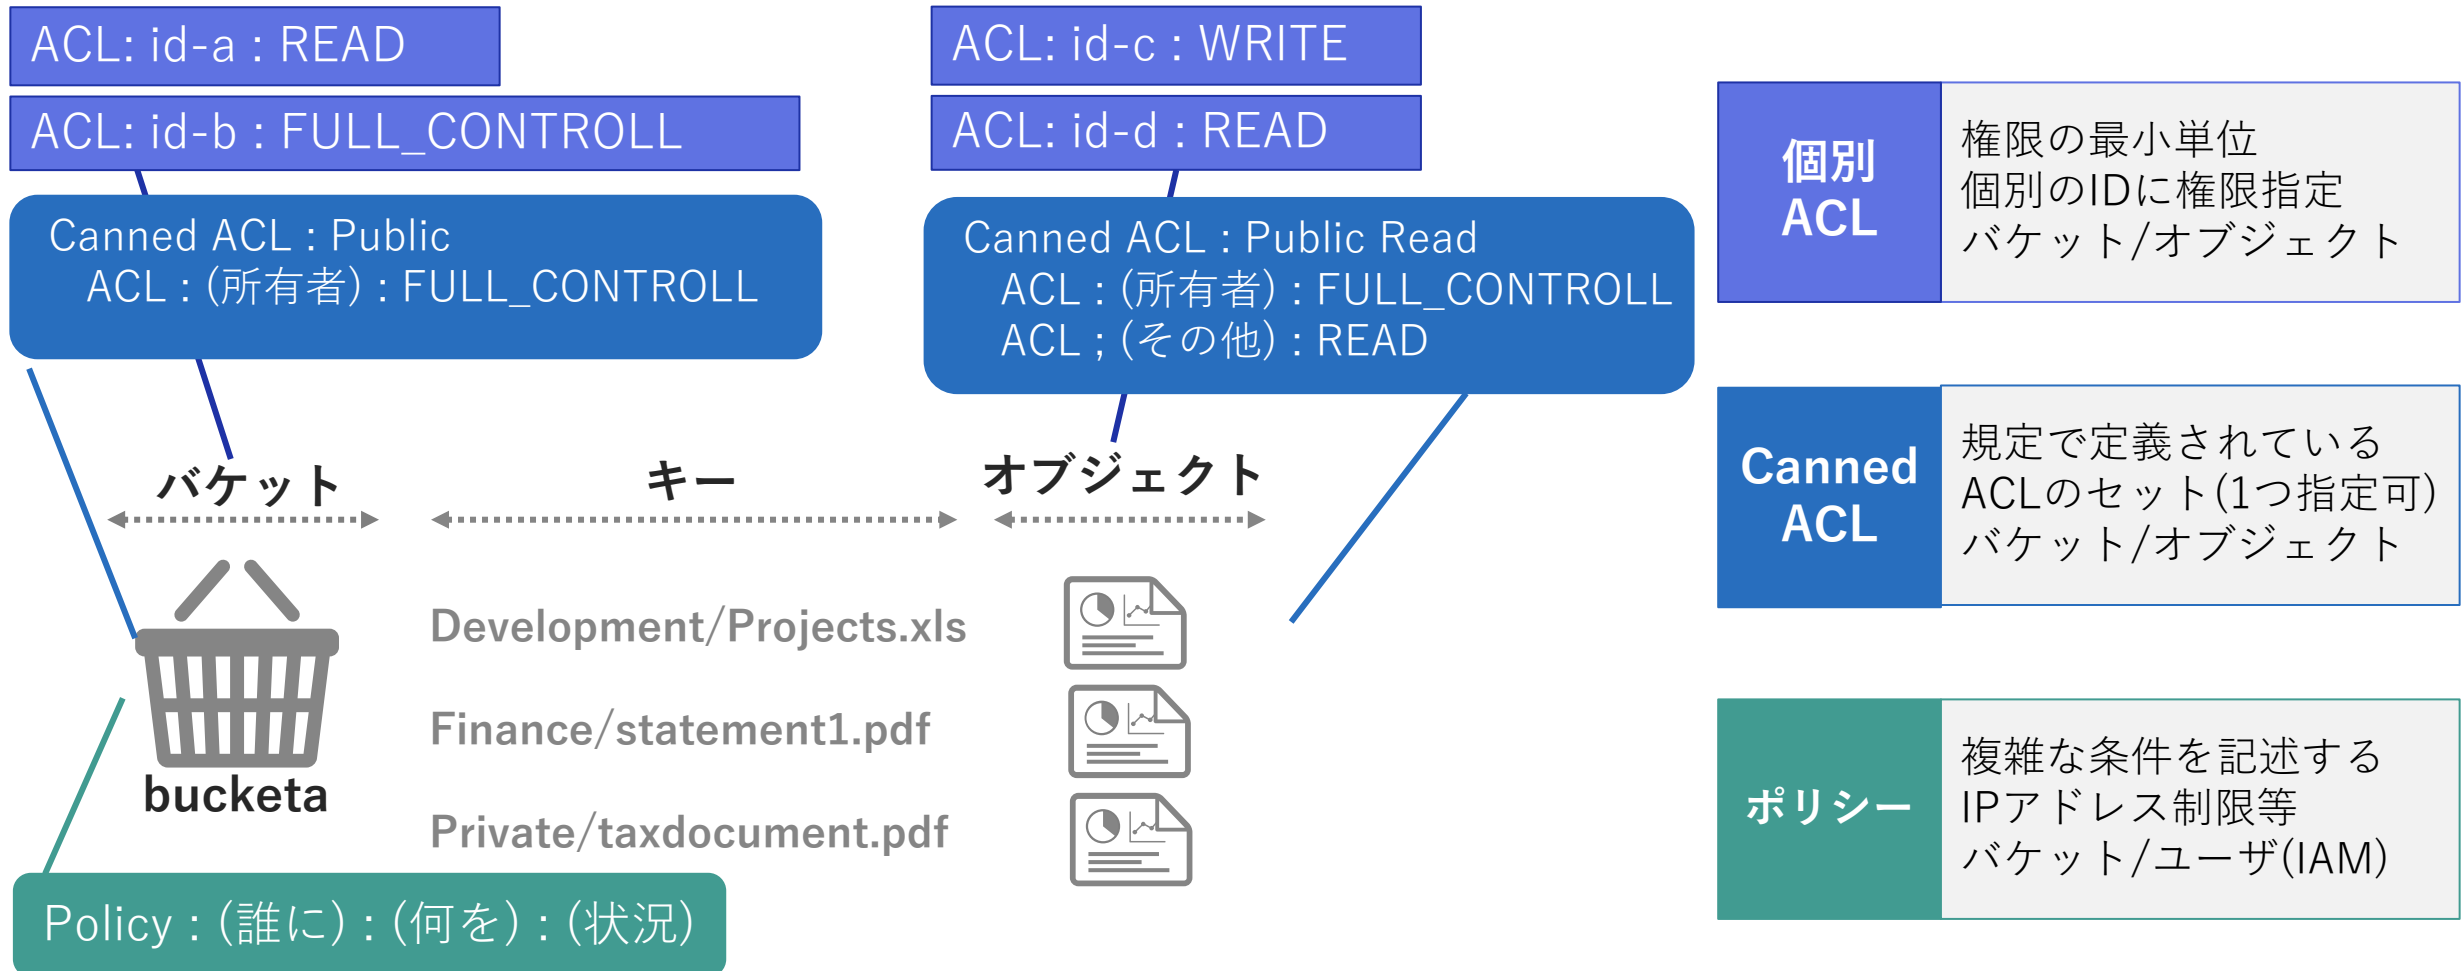 ACL: id-a : READ
ACL: id-b : FULL_CONTROLL
Canned ACL : Public
ACL : (所有者) : FULL_CONTROLL
ACL: id-c : WRITE
ACL: id-d : READ
Canned ACL : Public Read
ACL : (所有者) : FULL_CONTROLL
ACL ; (その他) : READ
バケット
キー
オブジェクト
Development/Projects.xls
Finance/statement1.pdf
Private/taxdocument.pdf
bucketa
Policy : (誰に) : (何を) : (状況)
個別
ACL
権限の最小単位
個別のIDに権限指定
バケット/オブジェクト
Canned
ACL
規定で定義されている
ACLのセット(1つ指定可)
バケット/オブジェクト
ポリシー
複雑な条件を記述する
IPアドレス制限等
バケット/ユーザ(IAM)